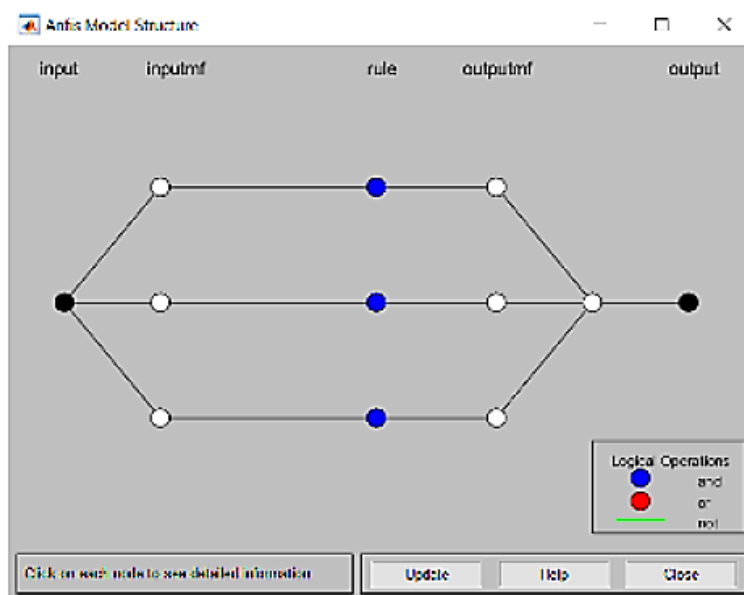 Anfis Model Structure
input inputmf rule outputmf output
Logical Operations
and
or
not
Click on each node to see detailed information
Update Help Close